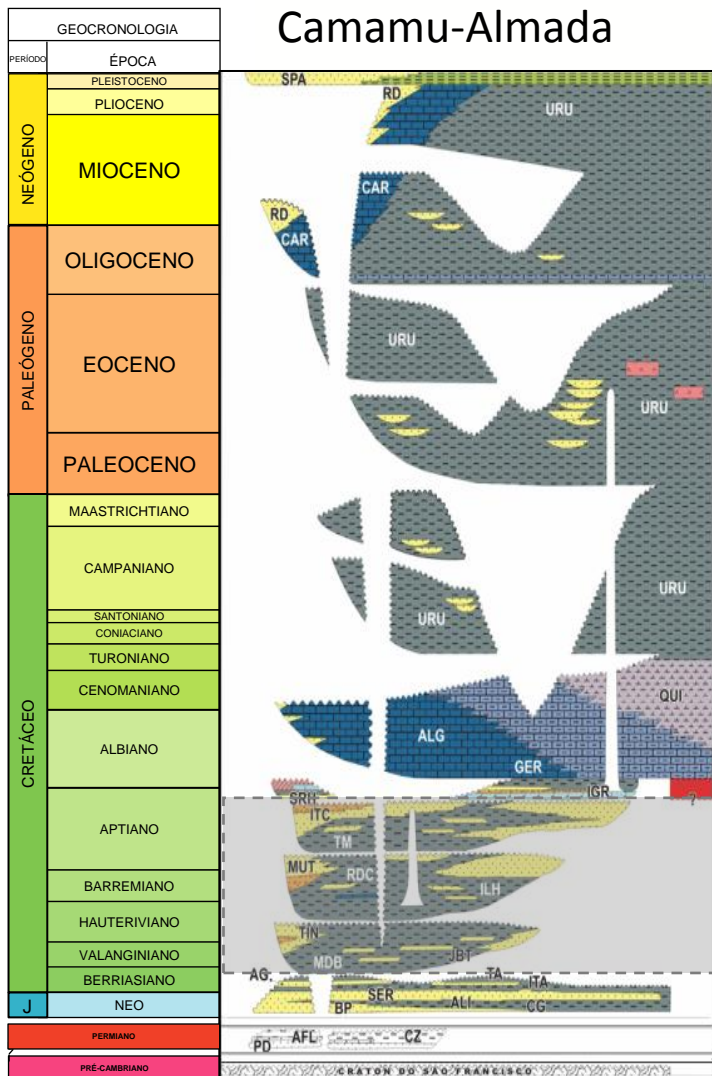 Camamu-Almada
GEOCRONOLOGIA
PERÍODO
ÉPOCA
NEÓGENO
PLEISTOCENO
PLIOCENO
MIOCENO
PALEÓGENO
OLIGOCENO
EOCENO
PALEOCENO
CRETÁCEO
MAASTRICHTIANO
CAMPANIANO
SANTONIANO
CONIACIANO
TURONIANO
CENOMANIANO
ALBIANO
APTIANO
BARREMIANO
HAUTERIVIANO
VALANGINIANO
BERRIASIANO
J
NEO
PERMIANO
PRÉ-CAMBRIANO
SPA
RD
URU
CAR
RD
CAR
URU
URU
URU
URU
QUI
ALG
GER
SRH
IGR
?
ITC
TM
MUT
RDC
ILH
TIN
MDB
JBT
AG
TA
ITA
SER
ALI
BP
CG
AFL
CZ
PD
CRATON DO SÃO FRANCISCO